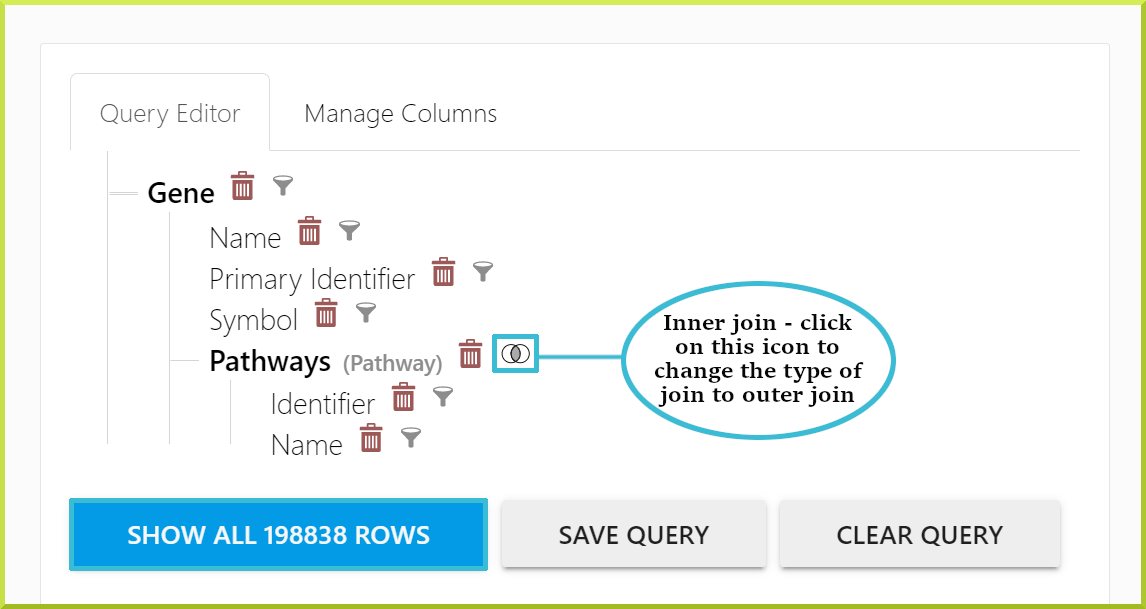 Query Editor
Manage Columns
Gene
Name
Primary Identifier
Symbol
Pathways (Pathway)
Identifier
Name
Inner join - click
on this icon to
change the type of
join to outer join
SHOW ALL 198838 ROWS
SAVE QUERY
CLEAR QUERY